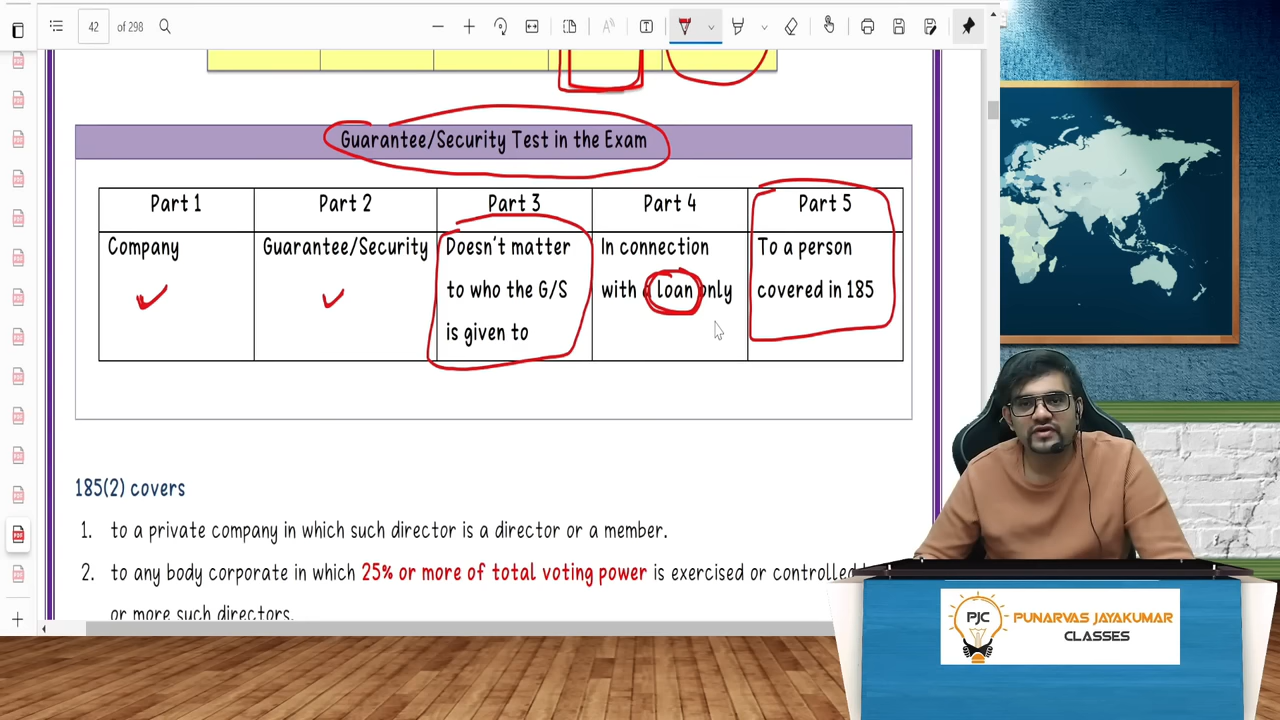 42 of 298
Guarantee/Security Test in the Exam
Part 1 Part 2 Part 3 Part 4 Part 5
Company Guarantee/Security Doesn't matter In connection To a person
to who the G/S with a loan only covered in 185
is given to
185(2) covers
1. to a private company in which such director is a director or a member.
2. to any body corporate in which 25% or more of total voting power is exercised or controlled
or more such directors.
PJC PUNARVAS JAYAKUMAR
CLASSES